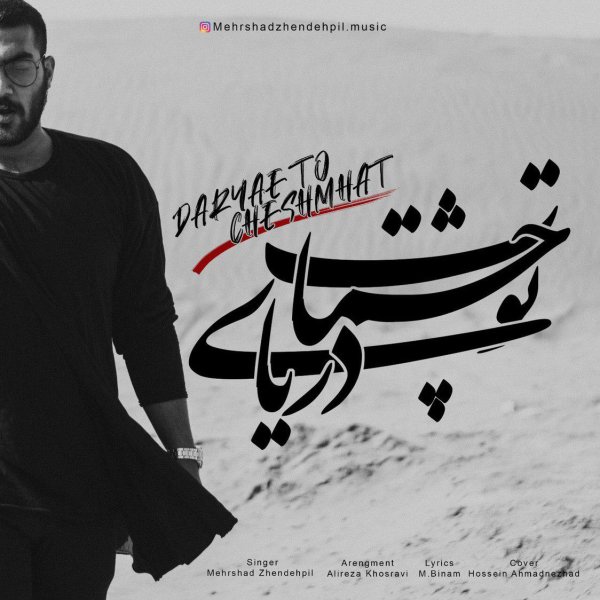 Mehrshadzhendehpil.music
DARYAE TO
CHESHMHAT
دریای تو چشمات
Singer
Mehrshad Zhendehpil
Arengment
Alireza Khosravi
Lyrics
M.Binam
Cover
Hossein Ahmadnezhad